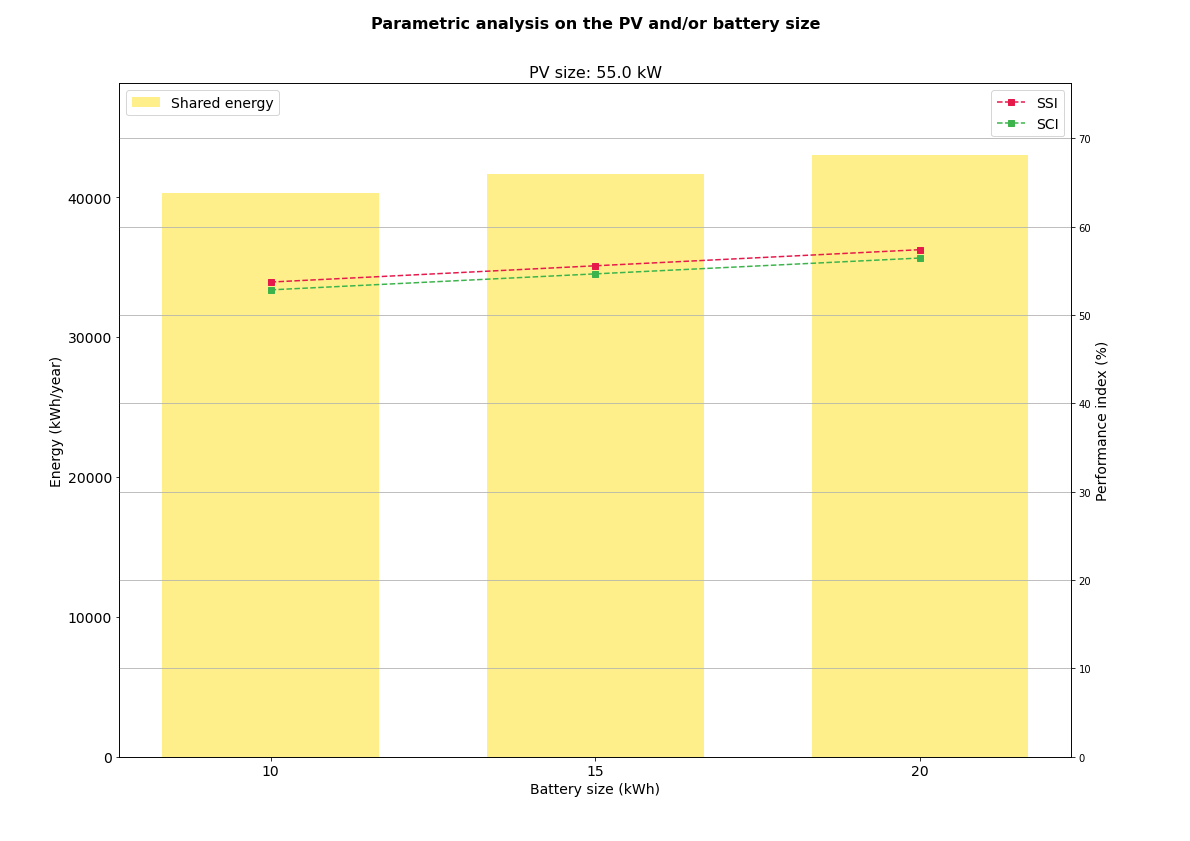 Parametric analysis on the PV and/or battery size
PV size: 55.0 kW
Shared energy
SSI
SCI
70
60
50
40
30
20
10
0
Performance index (%)
40000
30000
20000
10000
0
Energy (kWh/year)
10
15
20
Battery size (kWh)